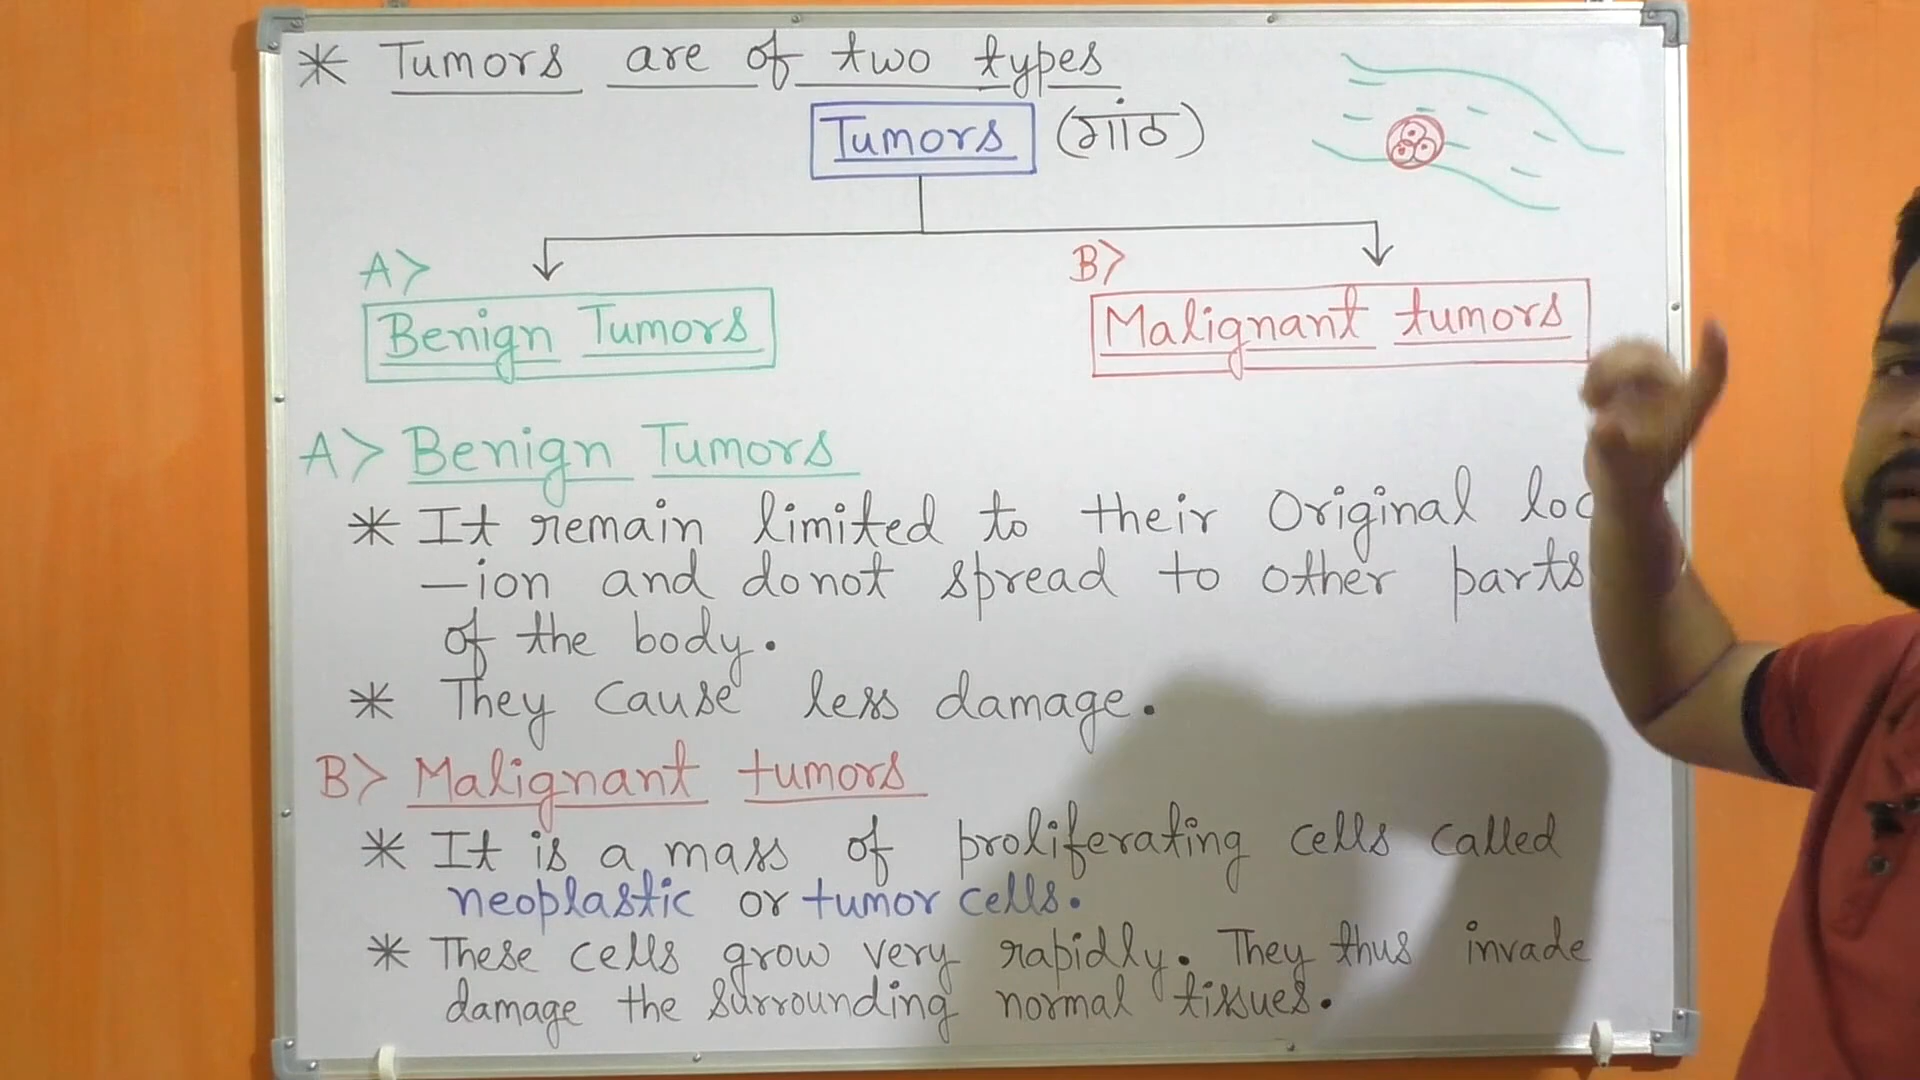 * Tumors are of two types
Tumors (गांठ)
A> B>
Benign Tumors Malignant tumors
A> Benign Tumors
* It remain limited to their Original
-ion and donot spread to other parts
of the body.
* They cause less damage.
B> Malignant tumors
* It is a mass of proliferating cells called
neoplastic or tumor cells.
* These cells grow very rapidly. They thus invade
damage the surrounding normal tissues.